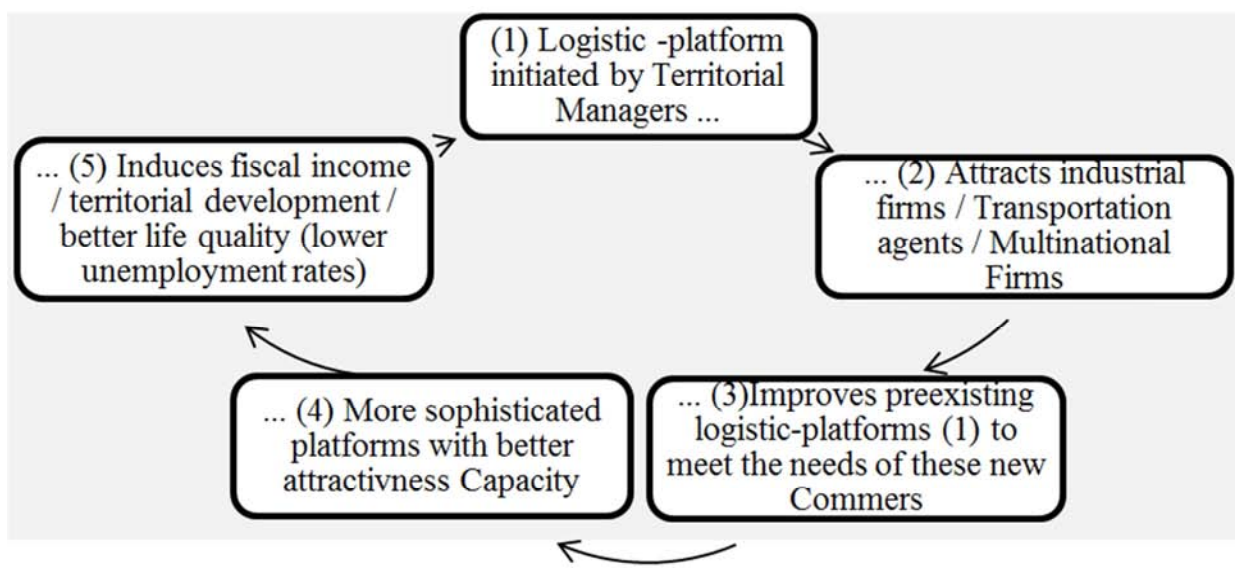 (1) Logistic -platform
initiated by Territorial
Managers ...
... (2) Attracts industrial
firms / Transportation
agents / Multinational
Firms
... (3)Improves preexisting
logistic-platforms (1) to
meet the needs of these new
Commers
... (4) More sophisticated
platforms with better
attractivness Capacity
... (5) Induces fiscal income
/ territorial development /
better life quality (lower
unemployment rates)